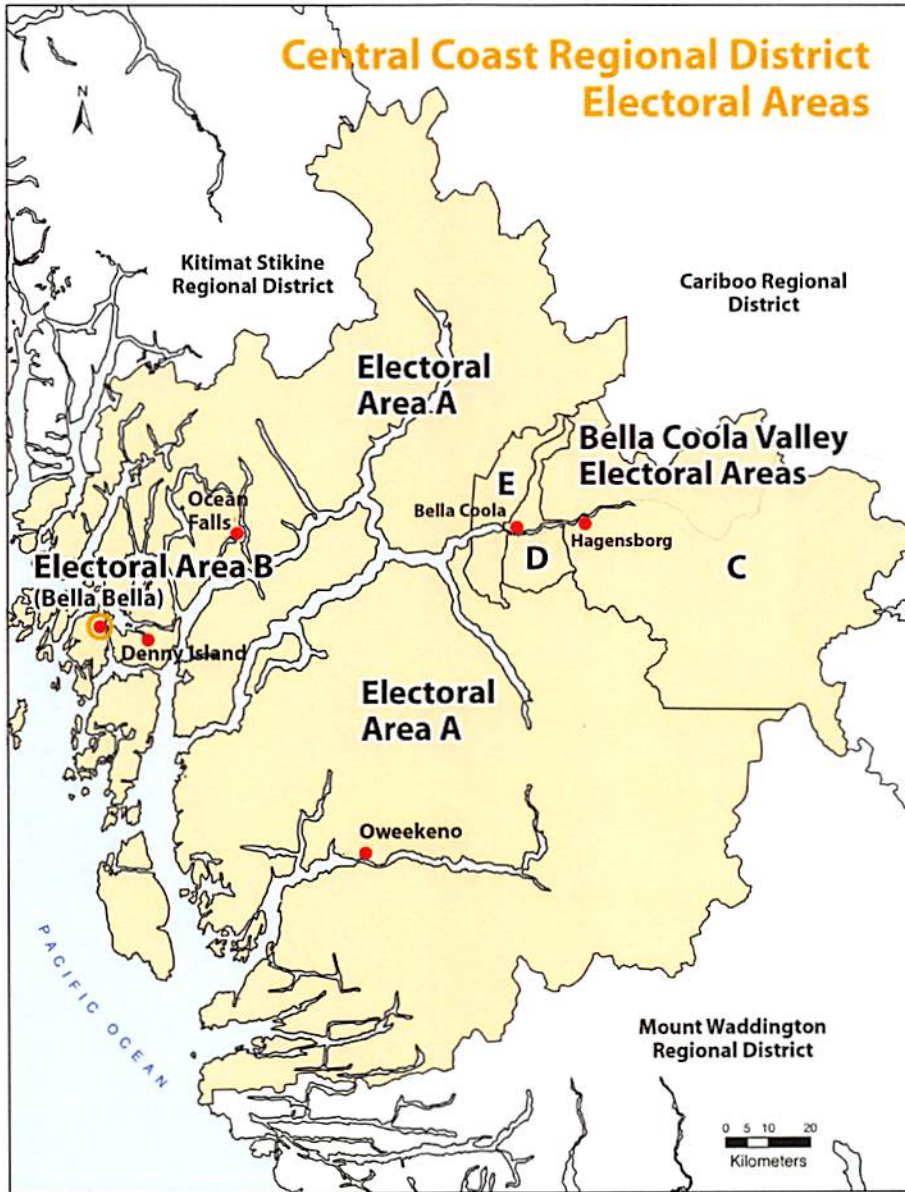 Central Coast Regional District
Electoral Areas
N
Kitimat Stikine
Regional District
Cariboo Regional
District
Electoral
Area A
Bella Coola Valley
Electoral Areas
E
Ocean
Falls
Bella Coola
Hagensborg
D
C
Electoral Area B
(Bella Bella)
Denny Island
Electoral
Area A
Oweekeno
PACIFIC OCEAN
Mount Waddington
Regional District
0 5 10 20
Kilometers